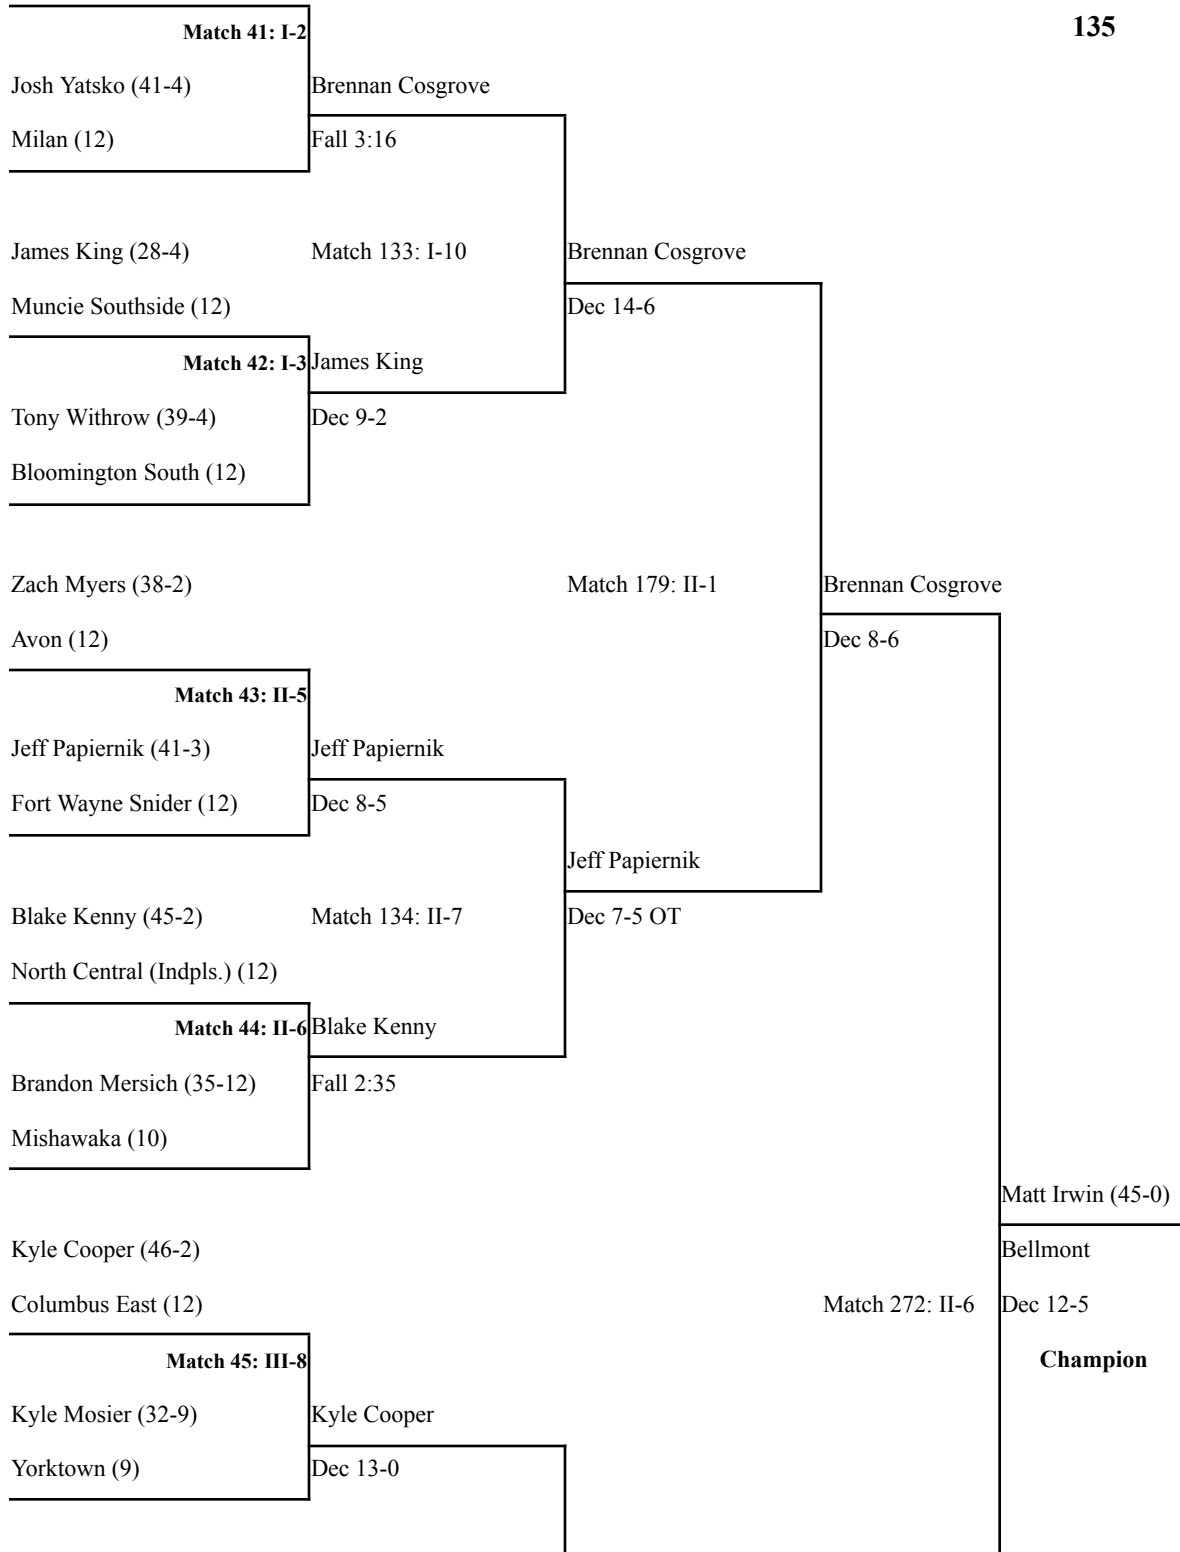 135
Match 41: I-2
Josh Yatsko (41-4) Brennan Cosgrove
Milan (12) Fall 3:16
James King (28-4) Match 133: I-10 Brennan Cosgrove
Muncie Southside (12) Dec 14-6
Match 42: I-3 James King
Tony Withrow (39-4) Dec 9-2
Bloomington South (12)
Zach Myers (38-2) Match 179: II-1 Brennan Cosgrove
Avon (12) Dec 8-6
Match 43: II-5
Jeff Papiernik (41-3) Jeff Papiernik
Fort Wayne Snider (12) Dec 8-5
Jeff Papiernik
Blake Kenny (45-2) Match 134: II-7 Dec 7-5 OT
North Central (Indpls.) (12)
Match 44: II-6 Blake Kenny
Brandon Mersich (35-12) Fall 2:35
Mishawaka (10)
Matt Irwin (45-0)
Kyle Cooper (46-2) Bellmont
Columbus East (12) Match 272: II-6 Dec 12-5
Match 45: III-8 Champion
Kyle Mosier (32-9) Kyle Cooper
Yorktown (9) Dec 13-0